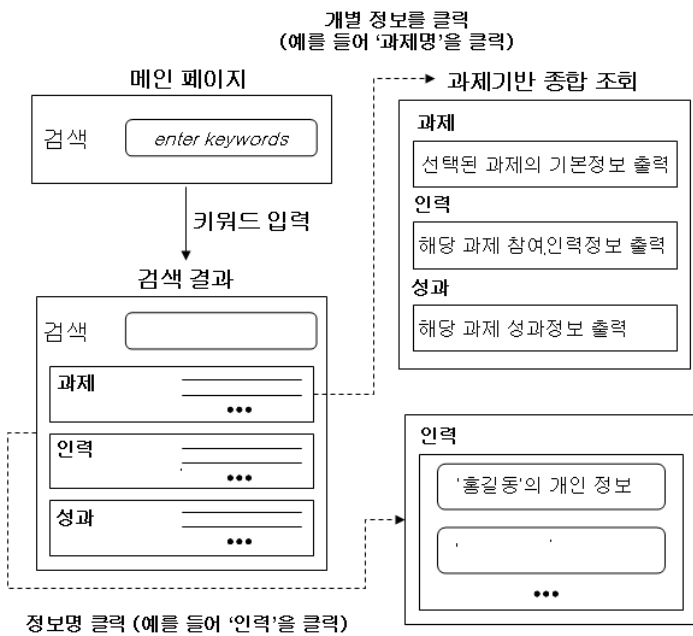 개별 정보를 클릭
(예를 들어 ‘과제명’을 클릭)
메인 페이지
검색
enter keywords
키워드 입력
검색 결과
검색
과제
•••
인력
•••
성과
•••
과제기반 종합 조회
과제
선택된 과제의 기본정보 출력
인력
해당 과제 참여인력정보 출력
성과
해당 과제 성과정보 출력
인력
'홍길동'의 개인 정보
' '
•••
정보명 클릭 (예를 들어 ‘인력’을 클릭)